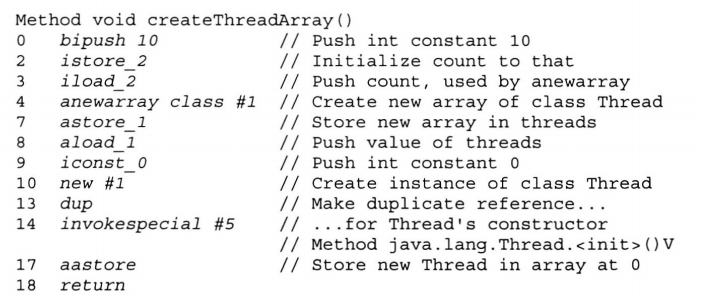 Method void createThreadArray()
0 bipush 10 // Push int constant 10
2 istore_2 // Initialize count to that
3 iload_2 // Push count, used by anewarray
4 anewarray class #1 // Create new array of class Thread
7 astore_1 // Store new array in threads
8 aload_1 // Push value of threads
9 iconst_0 // Push int constant 0
10 new #1 // Create instance of class Thread
13 dup // Make duplicate reference...
14 invokespecial #5 // ...for Thread's constructor
// Method java.lang.Thread.<init>()V
17 aastore // Store new Thread in array at 0
18 return